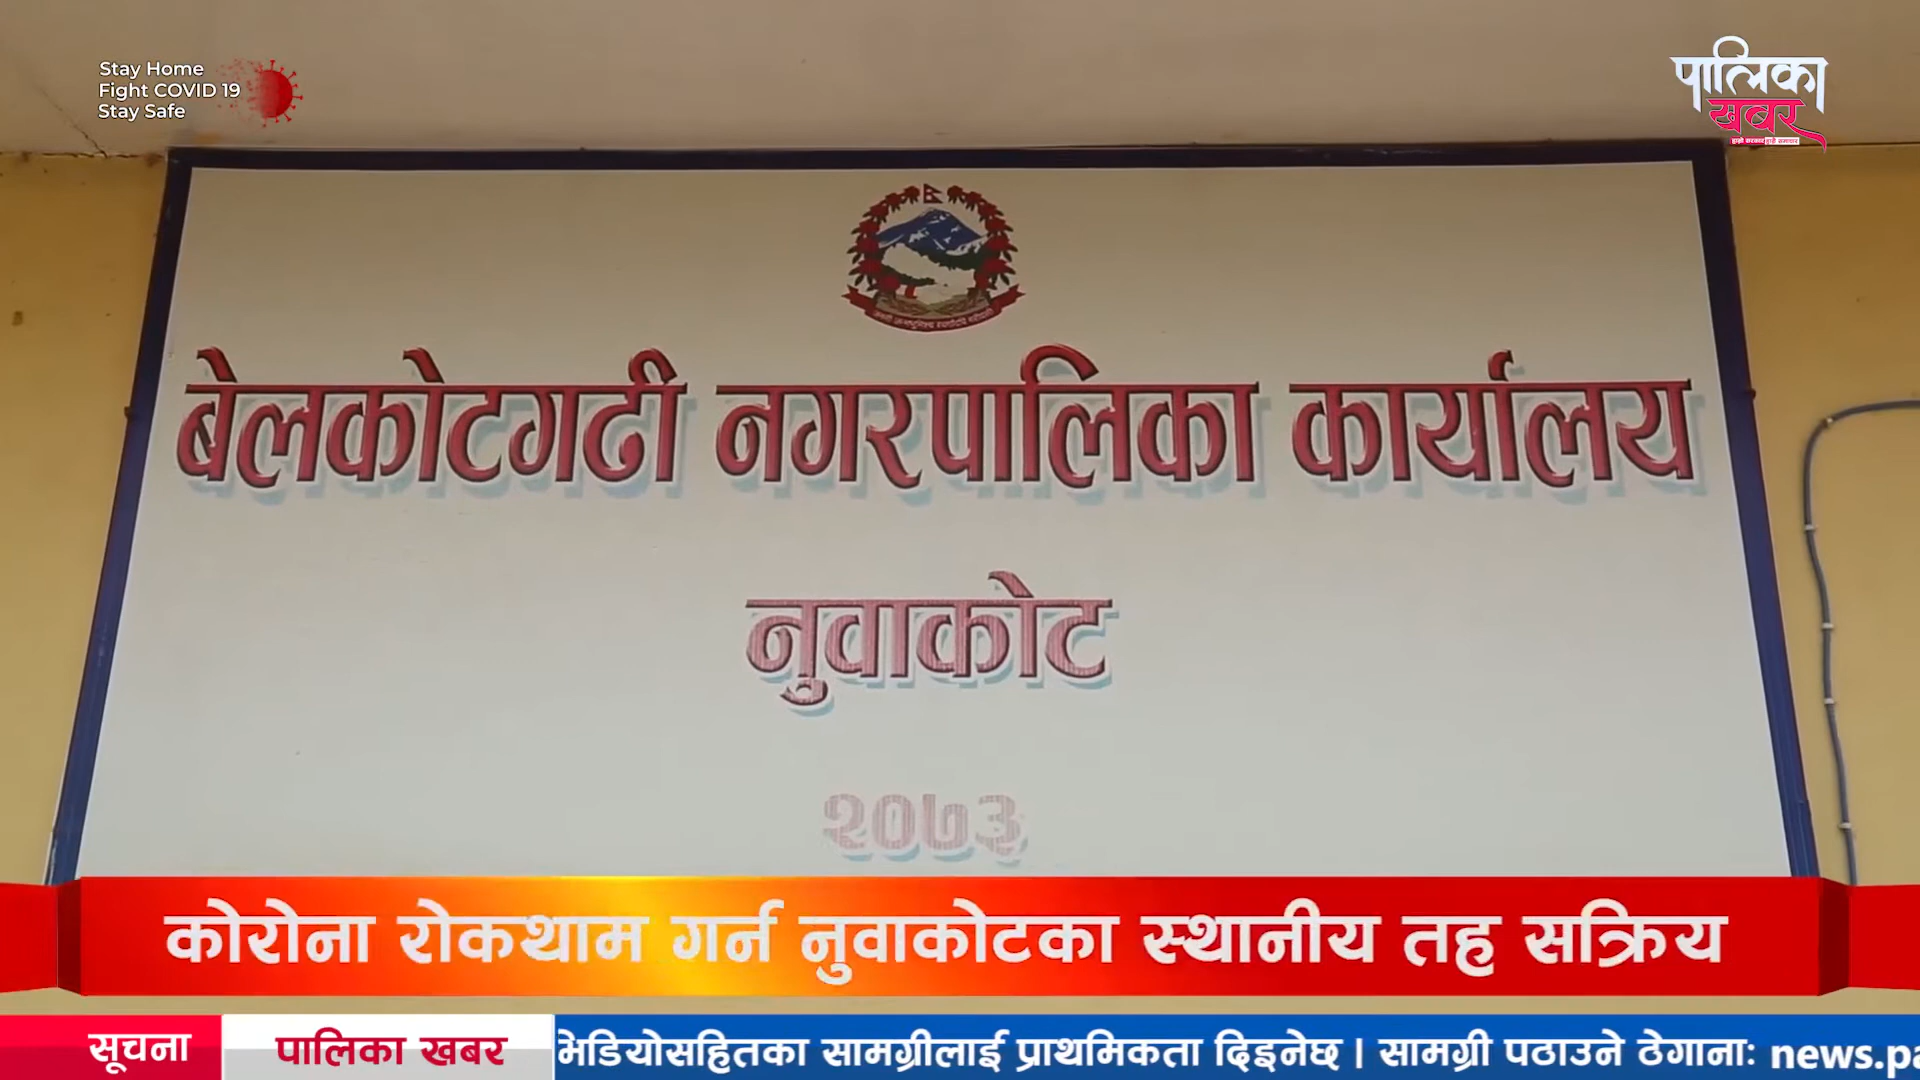 Stay Home
Fight COVID 19
Stay Safe
पालिका
खबर
बेलकोटगढी नगरपालिका कार्यालय
नुवाकोट
२०७३
कोरोना रोकथाम गर्न नुवाकोटका स्थानीय तह सक्रिय
सूचना
पालिका खबर
भिडियोसहितका सामग्रीलाई प्राथमिकता दिइनेछ । सामग्री पठाउने ठेगानाः news.pa